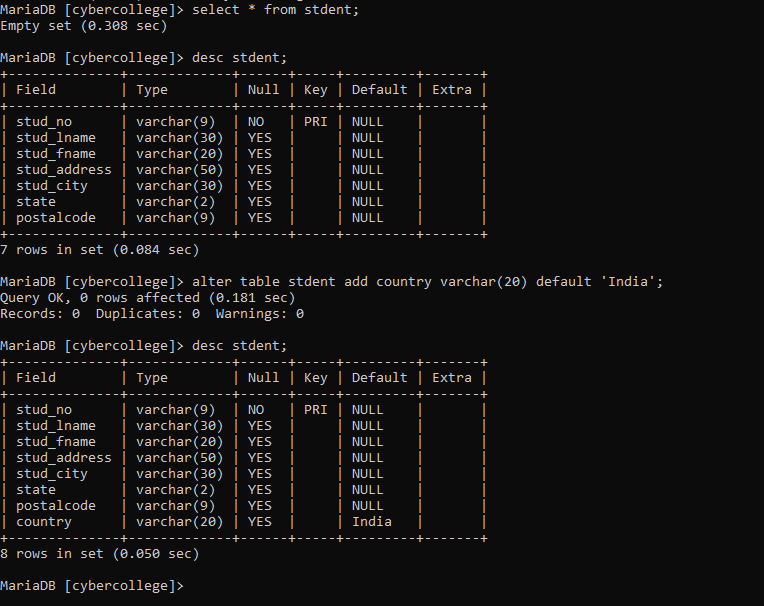 MariaDB [cybercollege]> select * from stdent;
Empty set (0.308 sec)
MariaDB [cybercollege]> desc stdent;
+--------------+-------------+------+-----+---------+-------+
| Field        | Type        | Null | Key | Default | Extra |
+--------------+-------------+------+-----+---------+-------+
| stud_no      | varchar(9)  | NO   | PRI | NULL    |       |
| stud_lname   | varchar(30) | YES  |     | NULL    |       |
| stud_fname   | varchar(20) | YES  |     | NULL    |       |
| stud_address | varchar(50) | YES  |     | NULL    |       |
| stud_city    | varchar(30) | YES  |     | NULL    |       |
| state        | varchar(2)  | YES  |     | NULL    |       |
| postalcode   | varchar(9)  | YES  |     | NULL    |       |
+--------------+-------------+------+-----+---------+-------+
7 rows in set (0.084 sec)
MariaDB [cybercollege]> alter table stdent add country varchar(20) default 'India';
Query OK, 0 rows affected (0.181 sec)
Records: 0  Duplicates: 0  Warnings: 0
MariaDB [cybercollege]> desc stdent;
+--------------+-------------+------+-----+---------+-------+
| Field        | Type        | Null | Key | Default | Extra |
+--------------+-------------+------+-----+---------+-------+
| stud_no      | varchar(9)  | NO   | PRI | NULL    |       |
| stud_lname   | varchar(30) | YES  |     | NULL    |       |
| stud_fname   | varchar(20) | YES  |     | NULL    |       |
| stud_address | varchar(50) | YES  |     | NULL    |       |
| stud_city    | varchar(30) | YES  |     | NULL    |       |
| state        | varchar(2)  | YES  |     | NULL    |       |
| postalcode   | varchar(9)  | YES  |     | NULL    |       |
| country      | varchar(20) | YES  |     | India   |       |
+--------------+-------------+------+-----+---------+-------+
8 rows in set (0.050 sec)
MariaDB [cybercollege]>